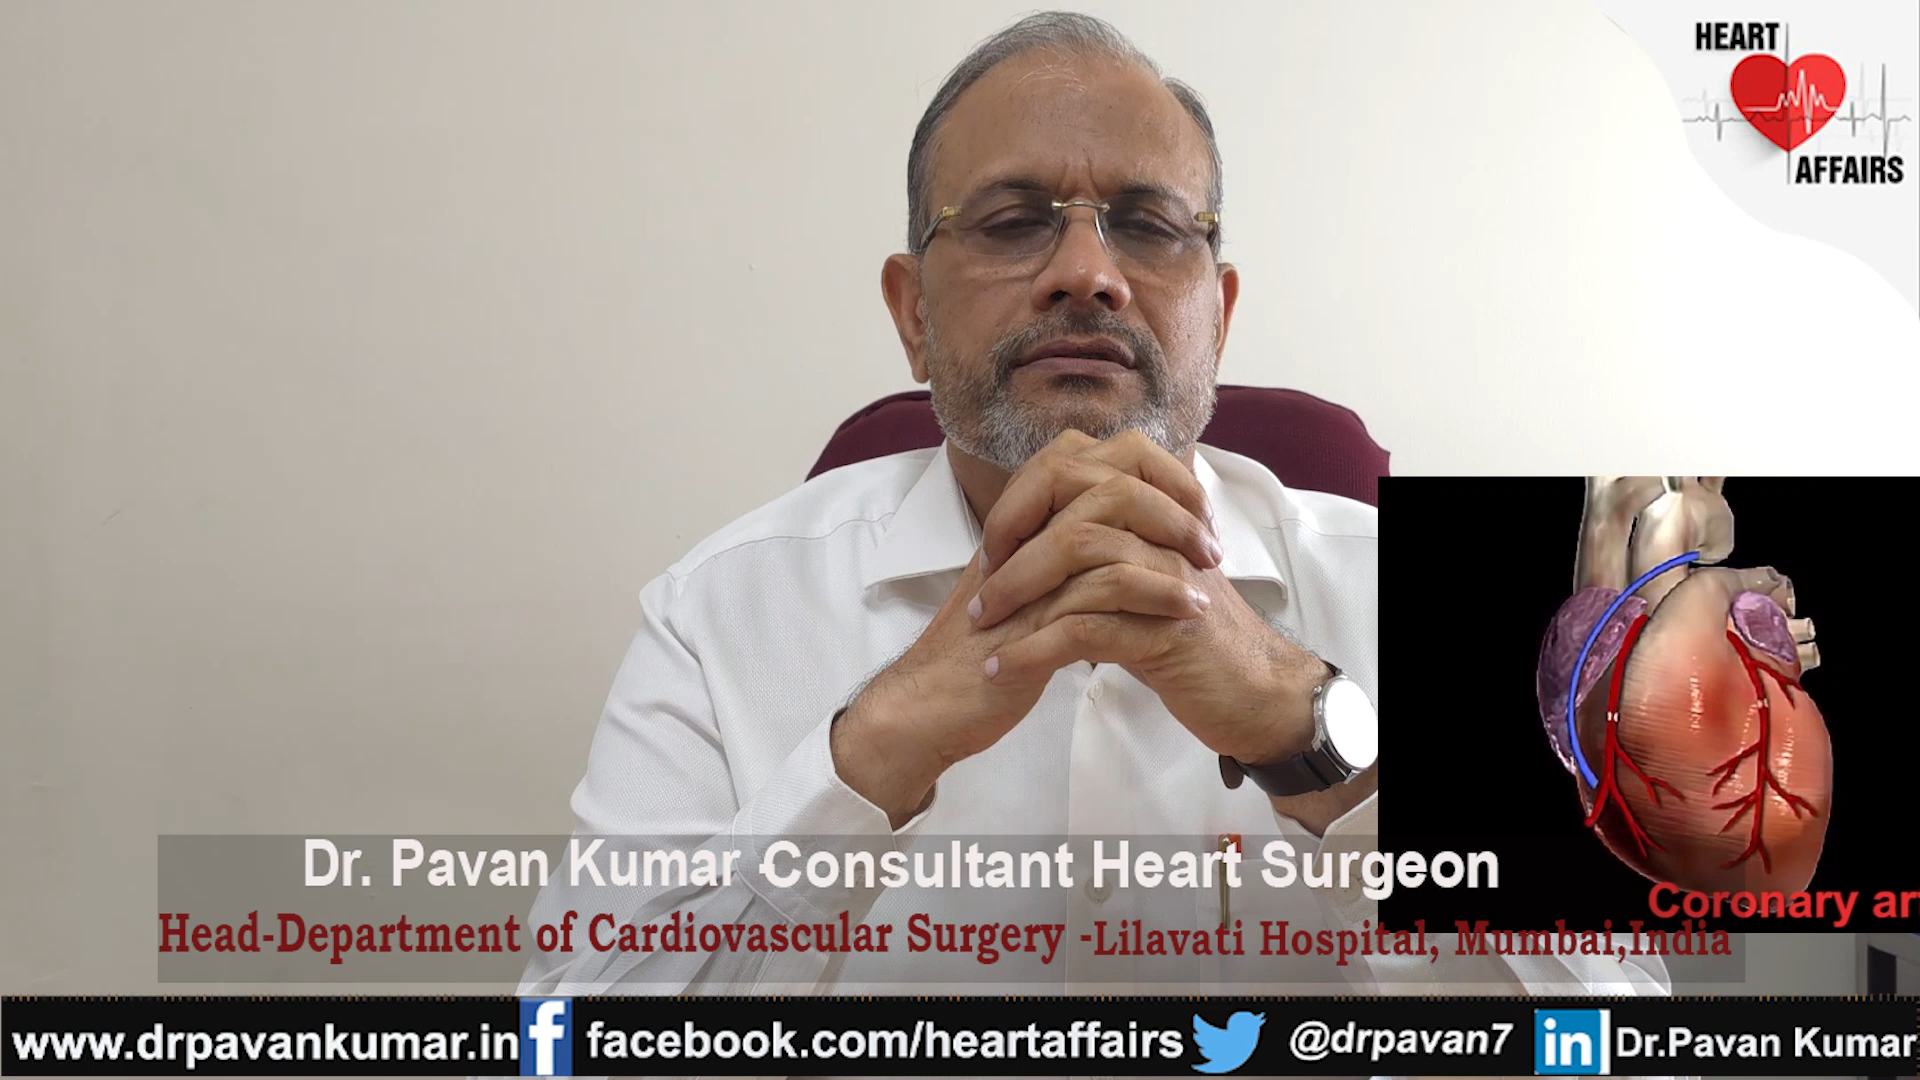 HEART
AFFAIRS
Coronary ar
Dr. Pavan Kumar -Consultant Heart Surgeon
Head-Department of Cardiovascular Surgery -Lilavati Hospital, Mumbai,India
www.drpavankumar.in facebook.com/heartaffairs @drpavan7 in Dr.Pavan Kumar